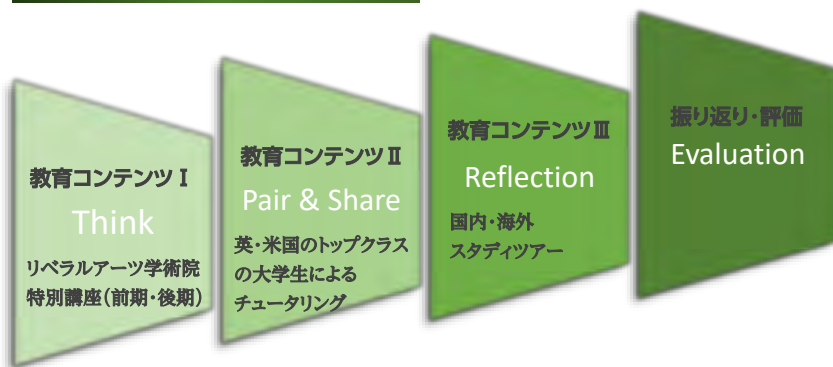 教育コンテンツⅠ
Think
リベラルアーツ学術院
特別講座(前期・後期)
教育コンテンツⅡ
Pair & Share
英・米国のトップクラス
の大学生による
チュータリング
教育コンテンツⅢ
Reflection
国内・海外
スタディツアー
振り返り・評価
Evaluation